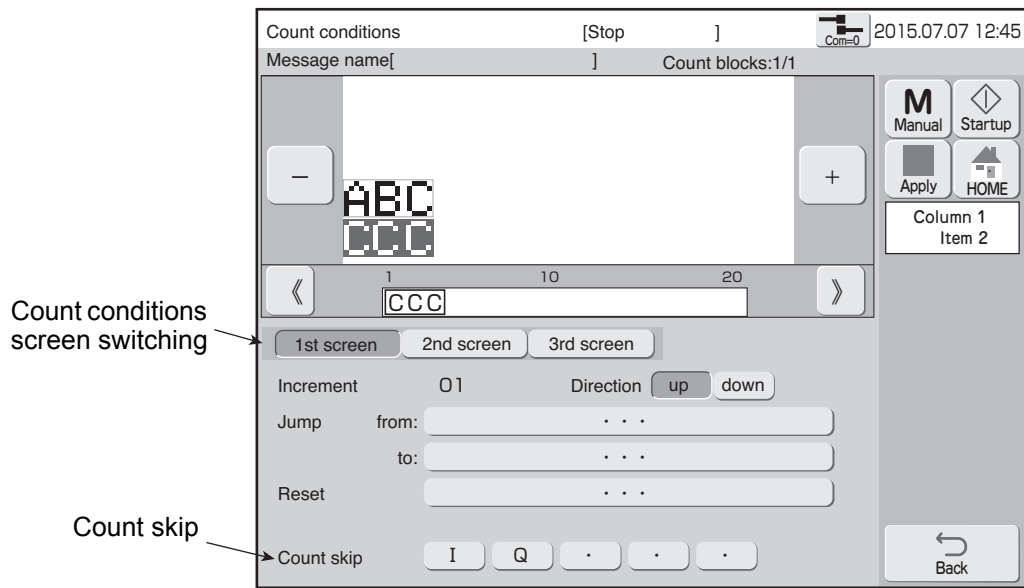 Count conditions [Stop ] Com=0 2015.07.07 12:45
Message name[ ] Count blocks:1/1
M
Manual Startup
− +
Apply HOME
ABC
CCC
Column 1
Item 2
《 1 10 20 》
CCC
Count conditions
screen switching
1st screen 2nd screen 3rd screen
Increment 01 Direction up down
Jump from: · · ·
to: · · ·
Reset · · ·
Count skip
Count skip I Q · · ·
Back